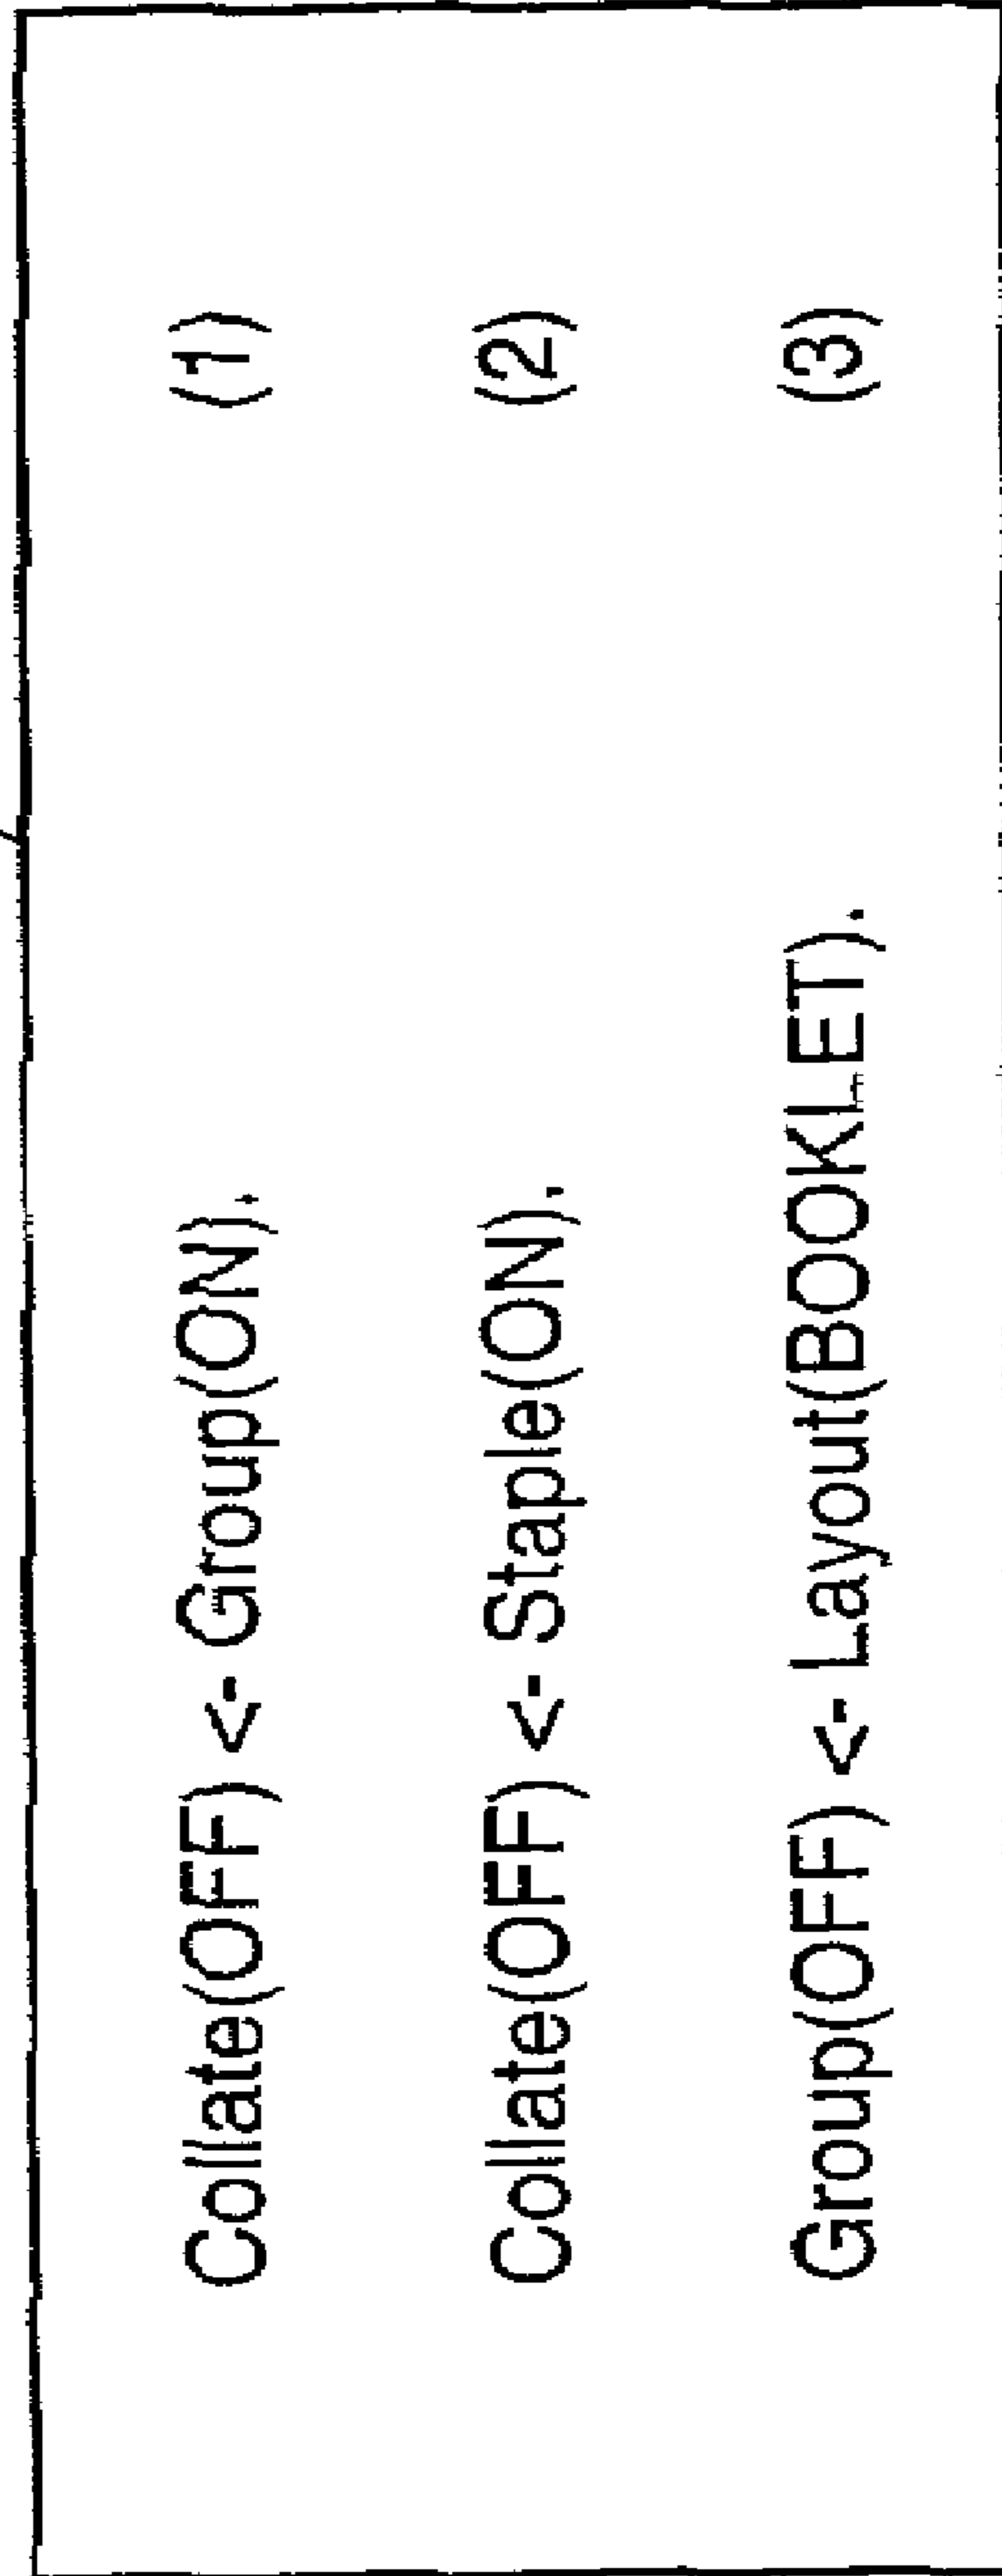 Collate(OFF) <- Group(ON). (1)
Collate(OFF) <- Staple(ON). (2)
Group(OFF) <- Layout(BOOKLET). (3)